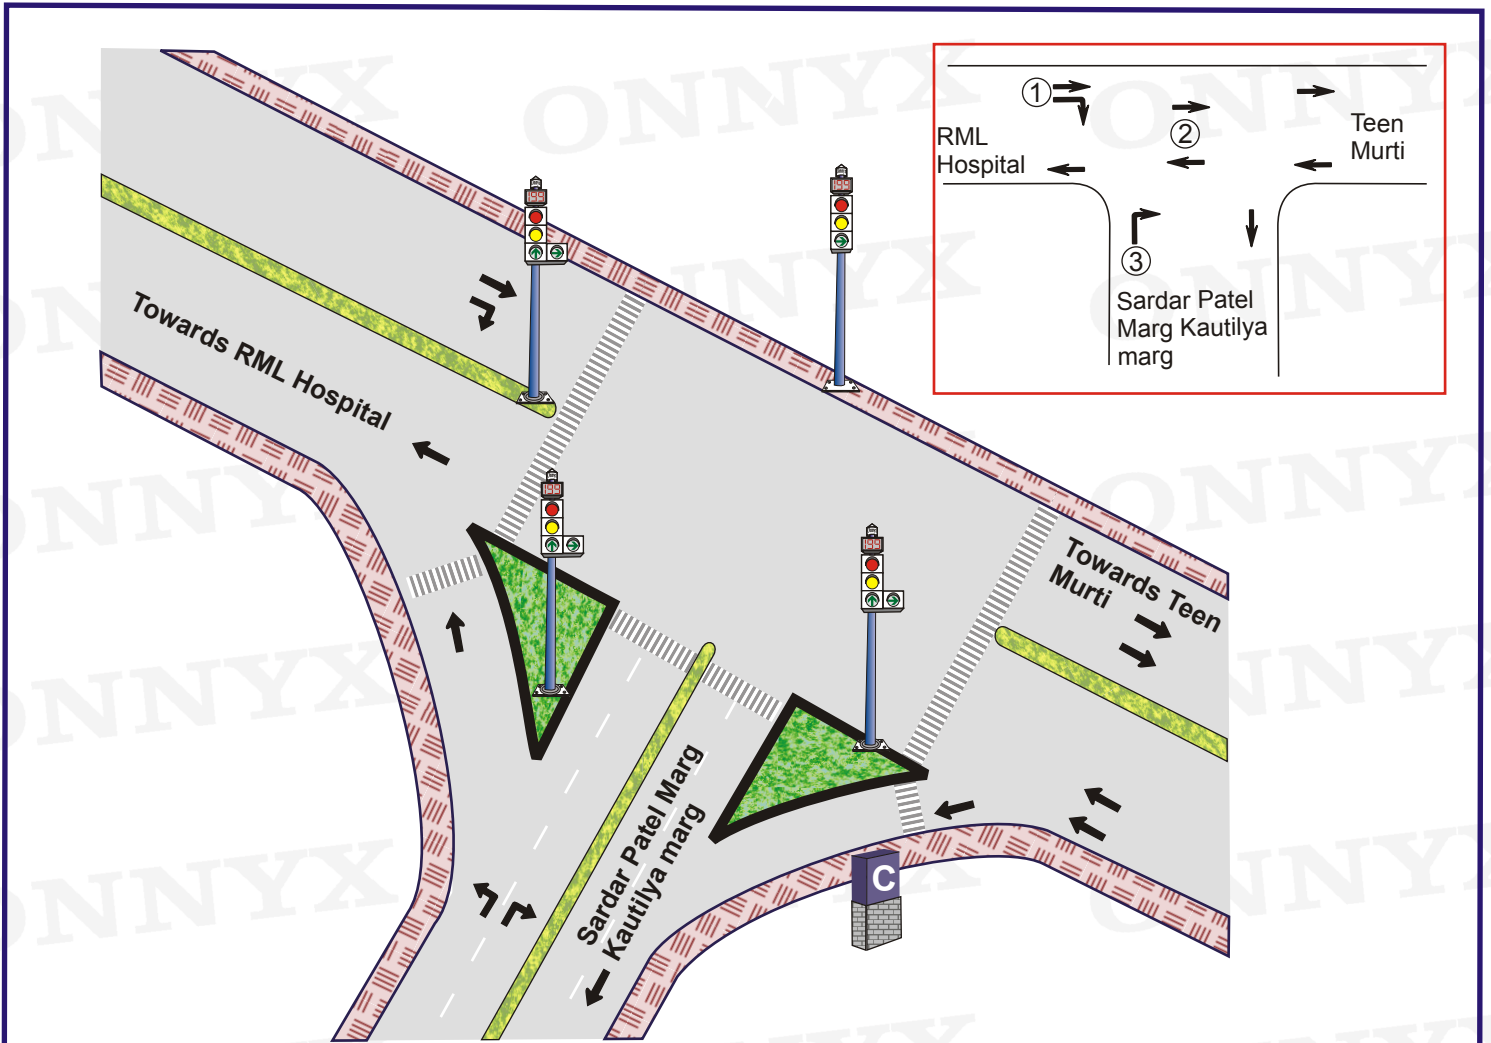 ONNYX
1
2
RML
Hospital
Teen
Murti
3
Sardar Patel
Marg Kautilya
marg
Towards RML Hospital
Towards Teen
Murti
Sardar Patel Marg
Kautilya marg
C